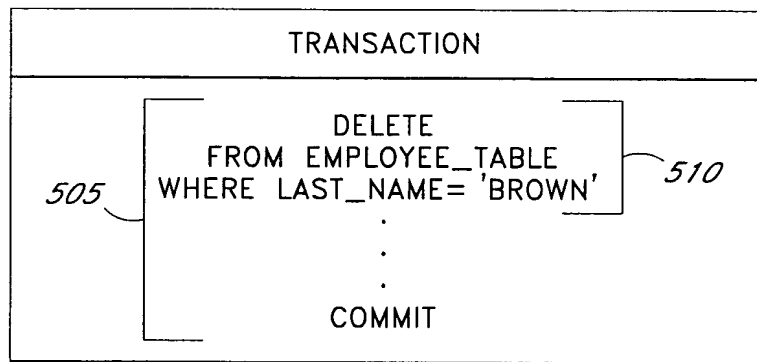 TRANSACTION
DELETE
FROM EMPLOYEE_TABLE
WHERE LAST_NAME= 'BROWN'
505
510
.
.
.
COMMIT